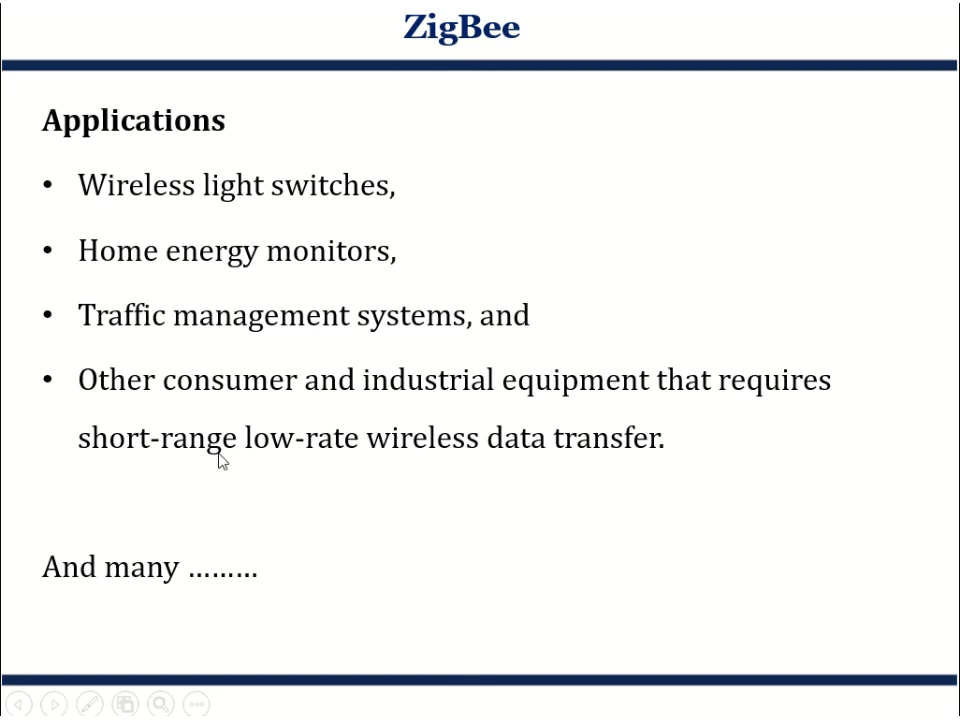 ZigBee
Applications
• Wireless light switches,
• Home energy monitors,
• Traffic management systems, and
• Other consumer and industrial equipment that requires
short-range low-rate wireless data transfer.
And many .........